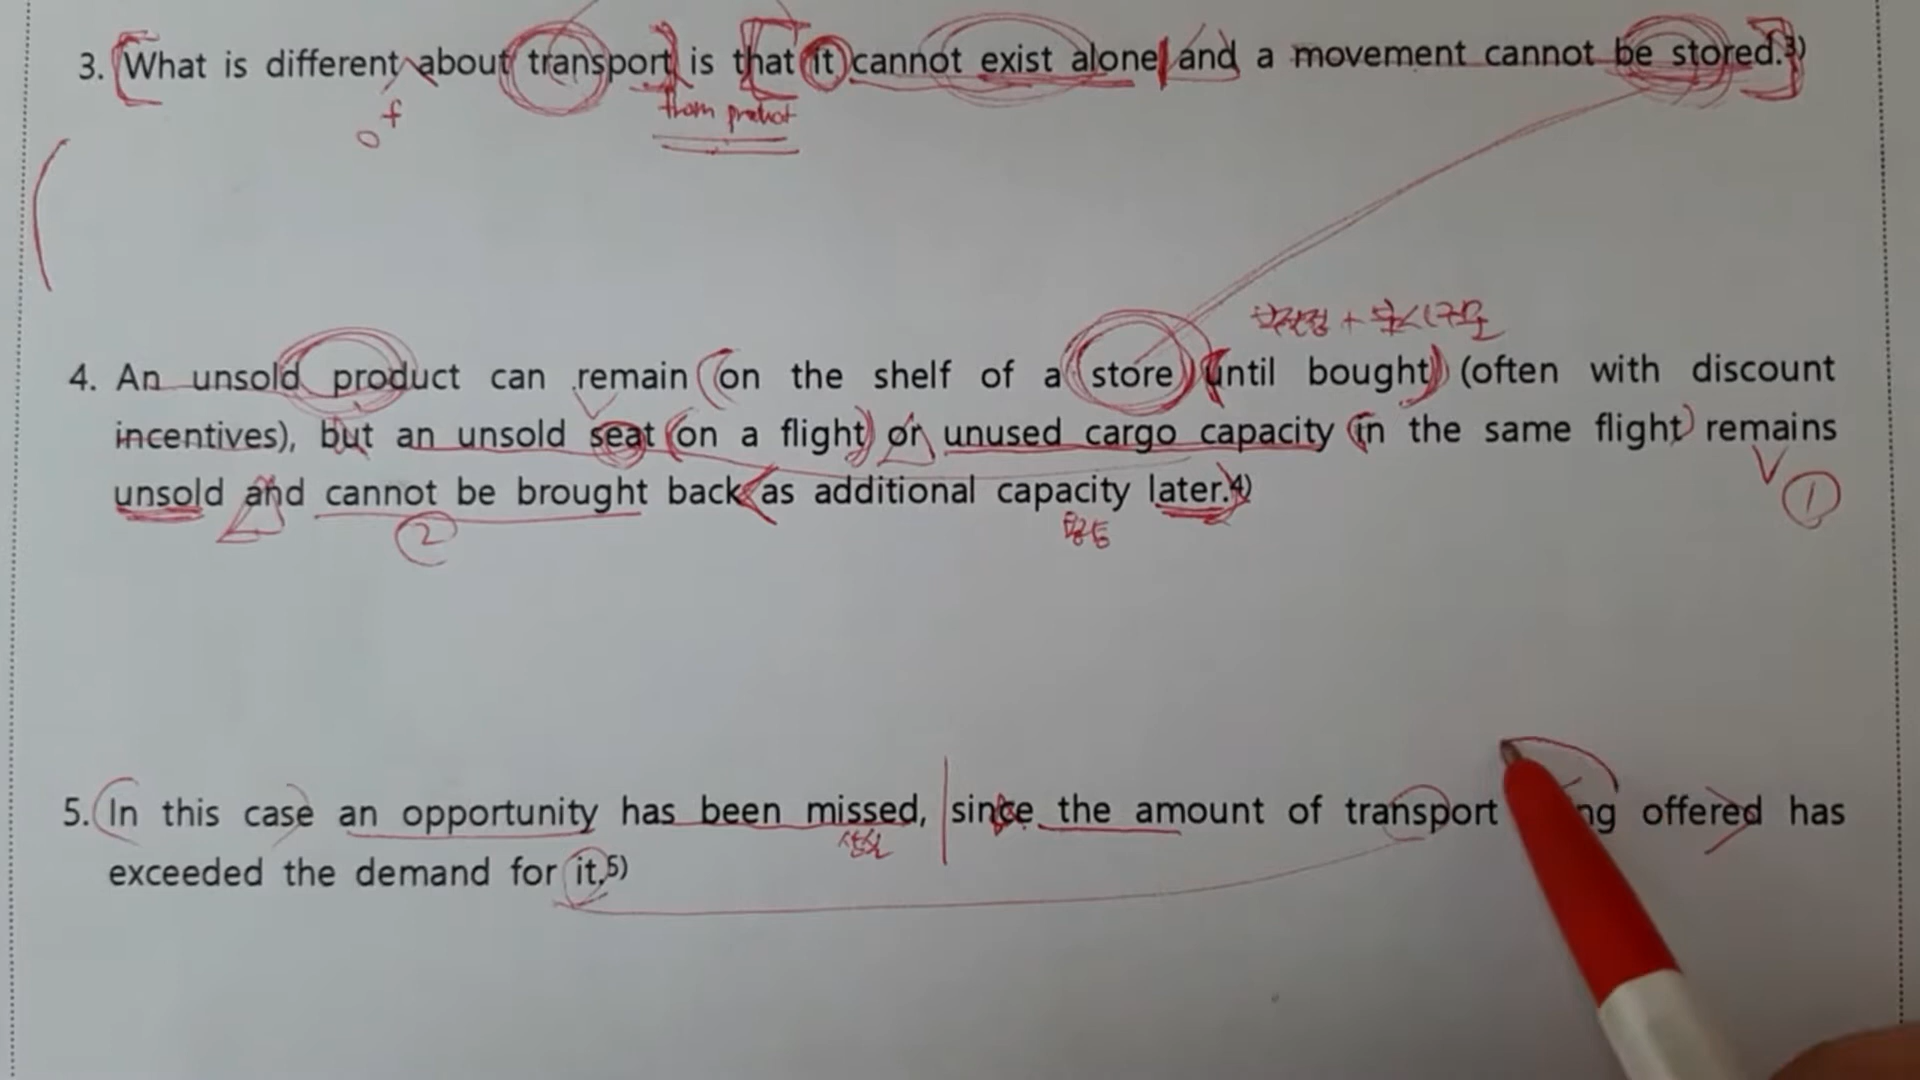 3. What is different about transport is that it cannot exist alone and a movement cannot be stored.3)
of
from product
4. An unsold product can remain on the shelf of a store until bought (often with discount
incentives), but an unsold seat on a flight or unused cargo capacity in the same flight remains
unsold and cannot be brought back as additional capacity later.4)
①
②
5. In this case an opportunity has been missed, since the amount of transport offered has
exceeded the demand for it.5)